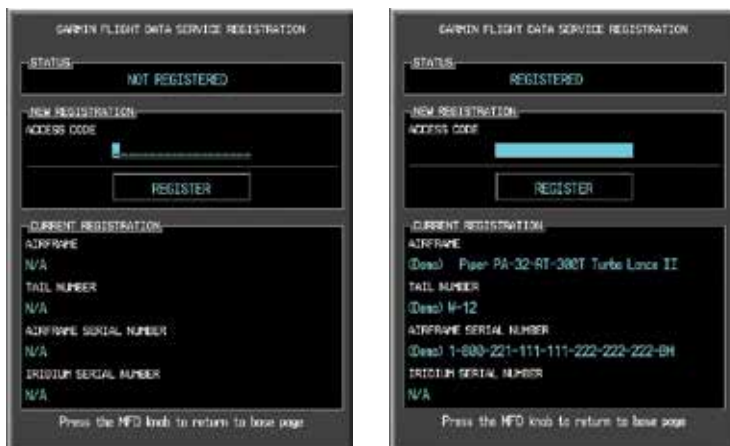 GARMIN FLIGHT DATA SERVICE REGISTRATION
STATUS
NOT REGISTERED
NEW REGISTRATION
ACCESS CODE
REGISTER
CURRENT REGISTRATION
AIRFRAME
N/A
TAIL NUMBER
N/A
AIRFRAME SERIAL NUMBER
N/A
IRIDIUM SERIAL NUMBER
N/A
Press the MFD knob to return to base page
GARMIN FLIGHT DATA SERVICE REGISTRATION
STATUS
REGISTERED
NEW REGISTRATION
ACCESS CODE
REGISTER
CURRENT REGISTRATION
AIRFRAME
(Demo) Piper PA-32-RT-300T Turbo Lance II
TAIL NUMBER
(Demo) W-12
AIRFRAME SERIAL NUMBER
(Demo) 1-800-221-111-111-222-222-222-BM
IRIDIUM SERIAL NUMBER
N/A
Press the MFD knob to return to base page